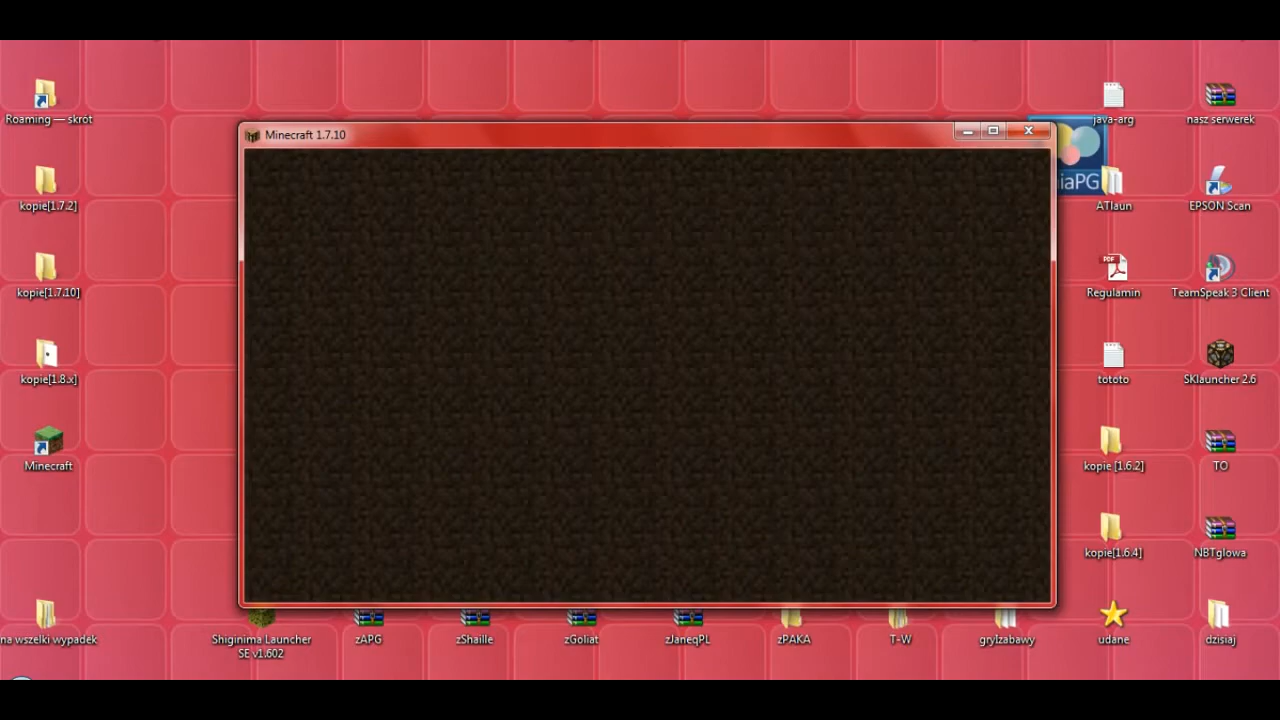 Roaming — skrót
kopie[1.7.2]
kopie[1.7.10]
kopie[1.8.x]
Minecraft
na wszelki wypadek
Minecraft 1.7.10
Shiginima Launcher
SE v1.602
zAPG
zShaille
zGoliat
zJaneqPL
zPAKA
T-W
gryIzabawy
java-arg
iaPG
ATlaun
PDF
Regulamin
tototo
kopie [1.6.2]
kopie[1.6.4]
udane
nasz serwerek
EPSON Scan
TeamSpeak 3 Client
SKlauncher 2.6
TO
NBTglowa
dzisiaj